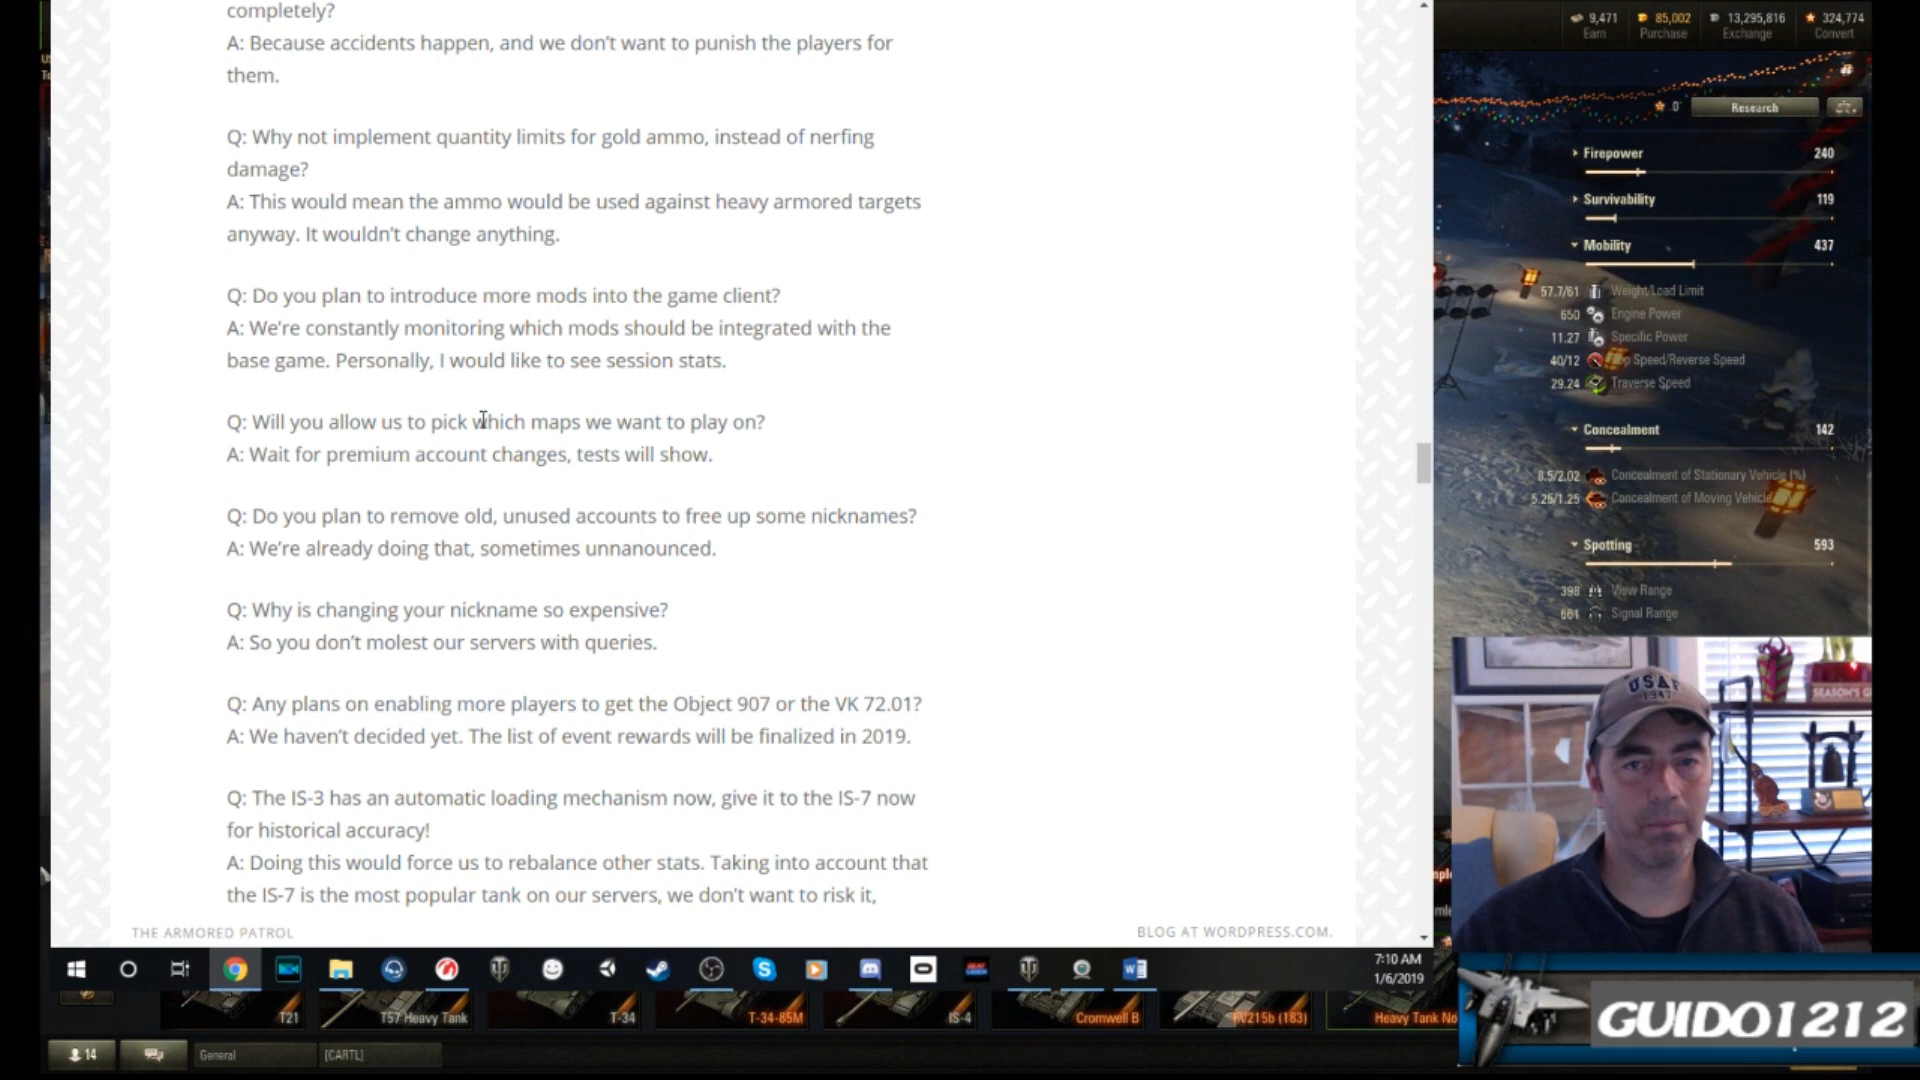 completely?
A: Because accidents happen, and we don't want to punish the players for
them.
Q: Why not implement quantity limits for gold ammo, instead of nerfing
damage?
A: This would mean the ammo would be used against heavy armored targets
anyway. It wouldn't change anything.
Q: Do you plan to introduce more mods into the game client?
A: We're constantly monitoring which mods should be integrated with the
base game. Personally, I would like to see session stats.
Q: Will you allow us to pick which maps we want to play on?
A: Wait for premium account changes, tests will show.
Q: Do you plan to remove old, unused accounts to free up some nicknames?
A: We're already doing that, sometimes unnanounced.
Q: Why is changing your nickname so expensive?
A: So you don't molest our servers with queries.
Q: Any plans on enabling more players to get the Object 907 or the VK 72.01?
A: We haven't decided yet. The list of event rewards will be finalized in 2019.
Q: The IS-3 has an automatic loading mechanism now, give it to the IS-7 now
for historical accuracy!
A: Doing this would force us to rebalance other stats. Taking into account that
the IS-7 is the most popular tank on our servers, we don't want to risk it,
THE ARMORED PATROL
BLOG AT WORDPRESS.COM.
9,471 85,002 13,295,816 324,774
Earn Purchase Exchange Convert
0 Research
Firepower 240
Survivability 119
Mobility 437
57.7/61 Weight/Load Limit
650 Engine Power
11.27 Specific Power
40/12 Top Speed/Reverse Speed
29.24 Traverse Speed
Concealment 142
8.5/2.02 Concealment of Stationary Vehicle (%)
5.25/1.25 Concealment of Moving Vehicle
Spotting 593
398 View Range
661 Signal Range
USAF
1947
SEASON'S G
7:10 AM
1/6/2019
T21 T57 Heavy Tank T-34 T-34-85M IS-4 Cromwell B FV215b (183) Heavy Tank No
14 General [CARTL]
GUIDO1212